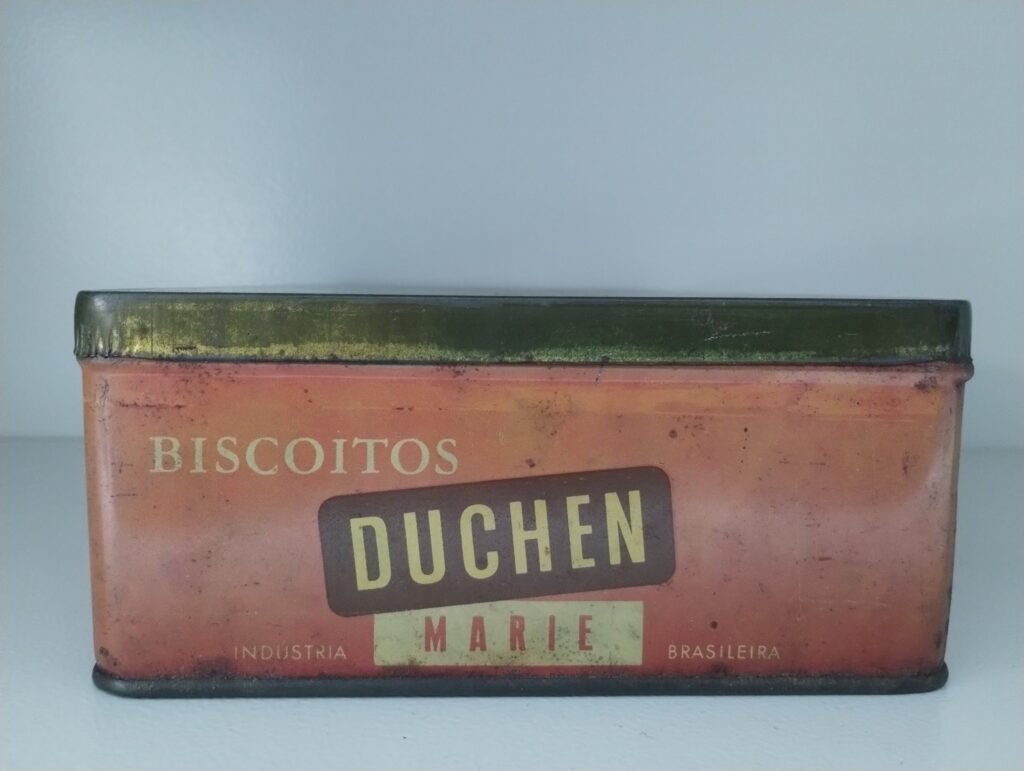 BISCOITOS
DUCHEN
MARIE
INDÚSTRIA BRASILEIRA